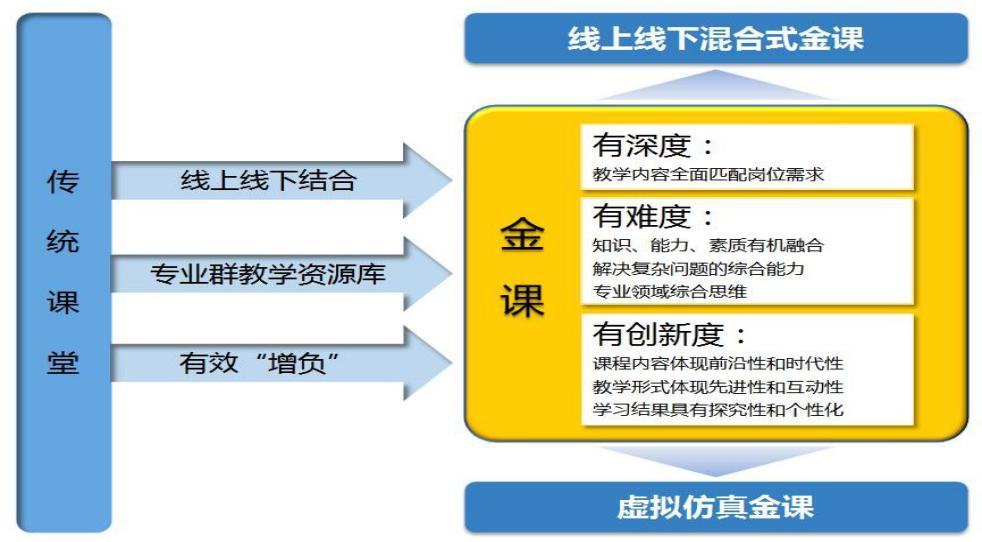 传统课堂
线上线下结合
专业群教学资源库
有效“增负”
线上线下混合式金课
金课
有深度：
教学内容全面匹配岗位需求
有难度：
知识、能力、素质有机融合
解决复杂问题的综合能力
专业领域综合思维
有创新度：
课程内容体现前沿性和时代性
教学形式体现先进性和互动性
学习结果具有探究性和个性化
虚拟仿真金课